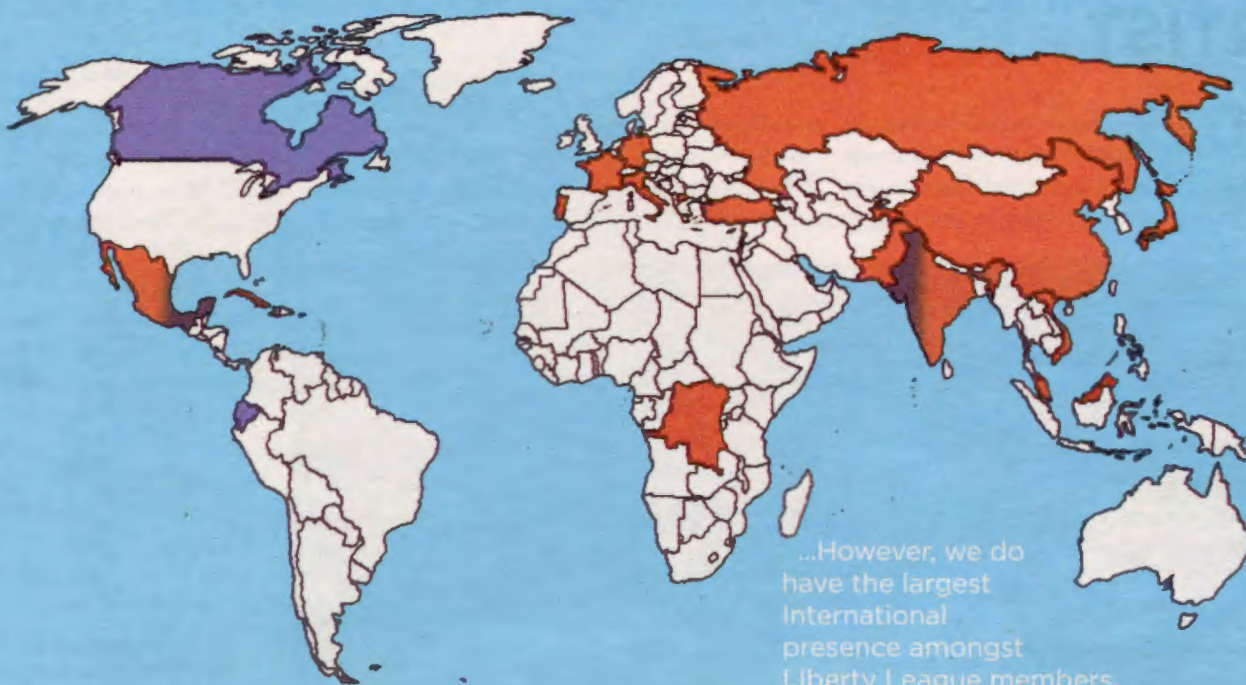 ...However, we do
have the largest
International
presence amongst
Liberty League members